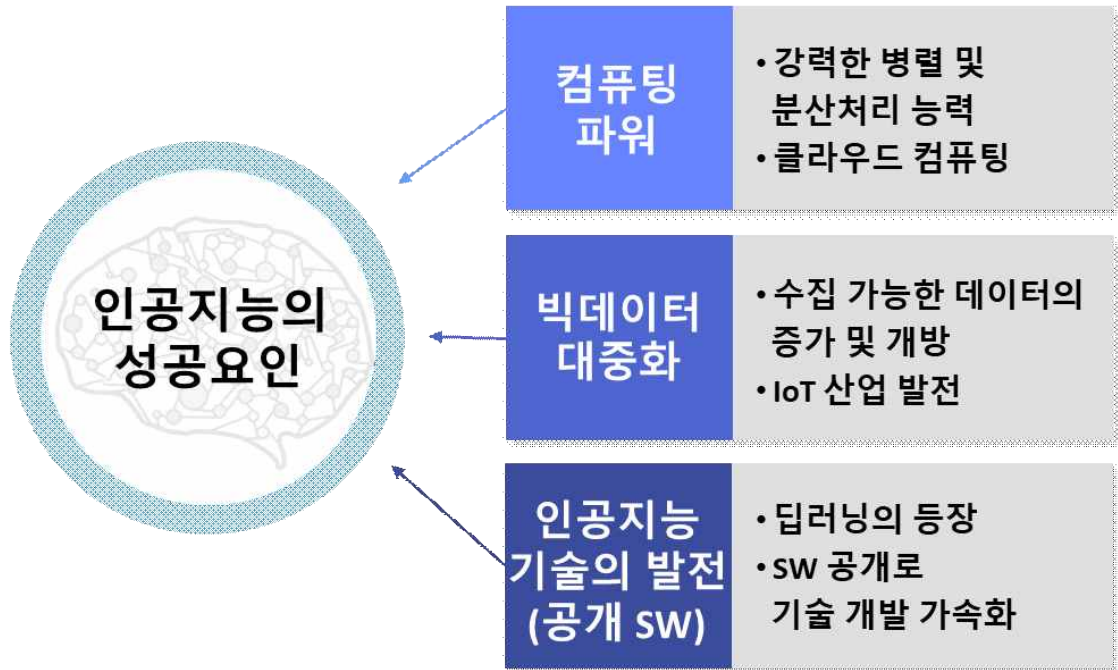 인공지능의
성공요인
컴퓨팅
파워
• 강력한 병렬 및
분산처리 능력
• 클라우드 컴퓨팅
빅데이터
대중화
• 수집 가능한 데이터의
증가 및 개방
• IoT 산업 발전
인공지능
기술의 발전
(공개 SW)
• 딥러닝의 등장
• SW 공개로
기술 개발 가속화